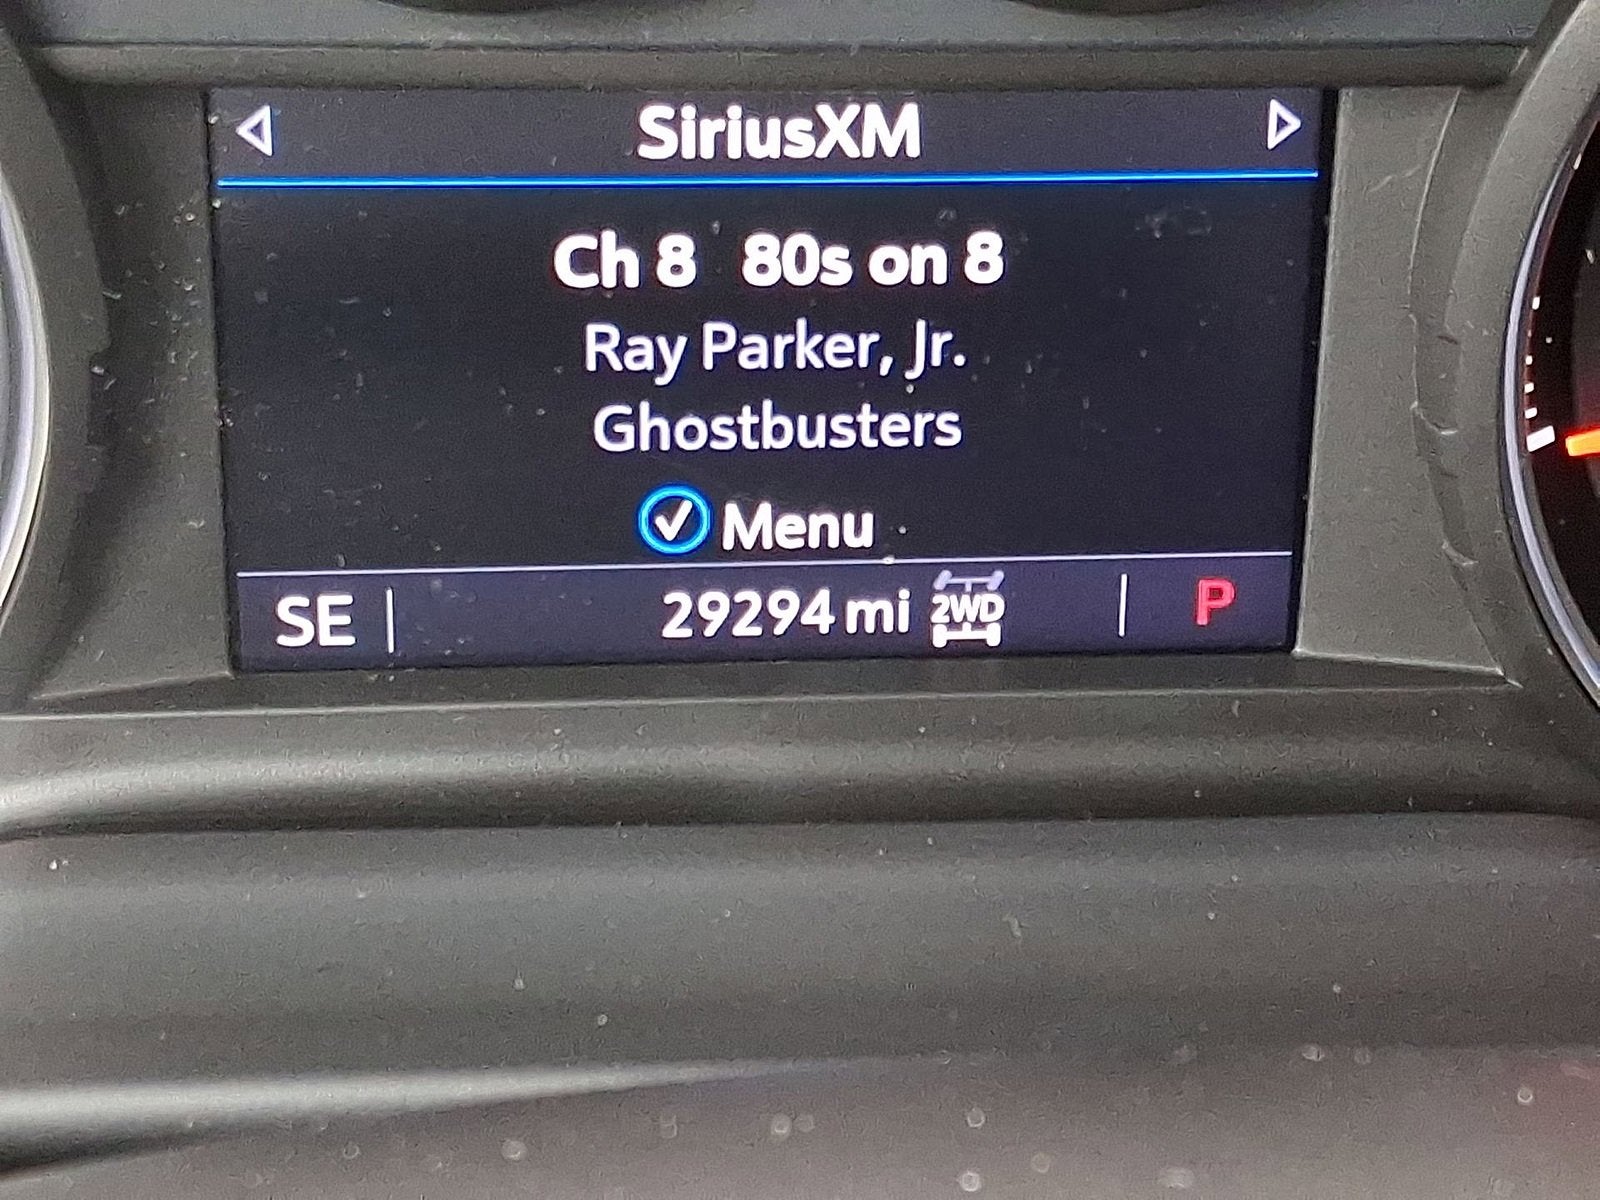 SiriusXM
Ch 8 80s on 8
Ray Parker, Jr.
Ghostbusters
Menu
SE 29294 mi 2WD P